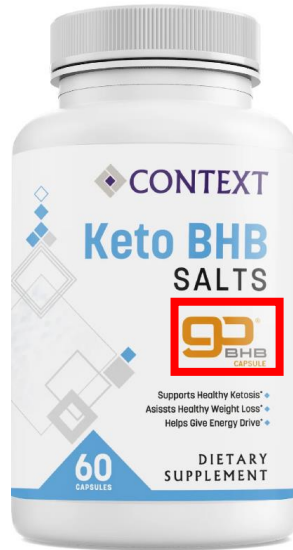 CONTEXT
Keto BHB
SALTS
go®
BHB
CAPSULE
Supports Healthy Ketosis*
Asissts Healthy Weight Loss*
Helps Give Energy Drive*
60
CAPSULES
DIETARY
SUPPLEMENT